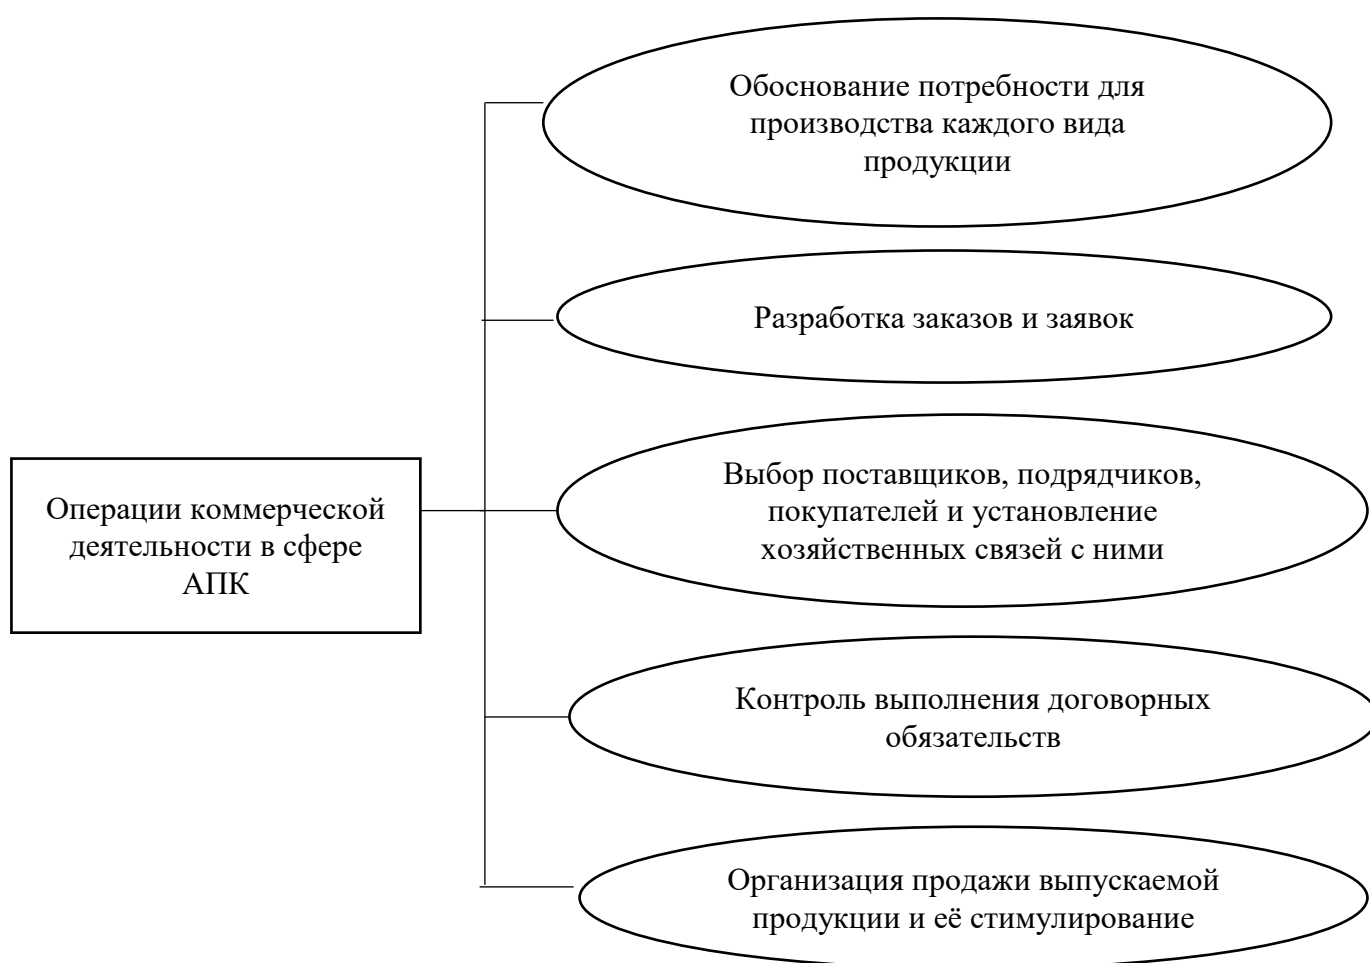 Обоснование потребности для
производства каждого вида
продукции
Разработка заказов и заявок
Выбор поставщиков, подрядчиков,
покупателей и установление
хозяйственных связей с ними
Операции коммерческой
деятельности в сфере
АПК
Контроль выполнения договорных
обязательств
Организация продажи выпускаемой
продукции и её стимулирование